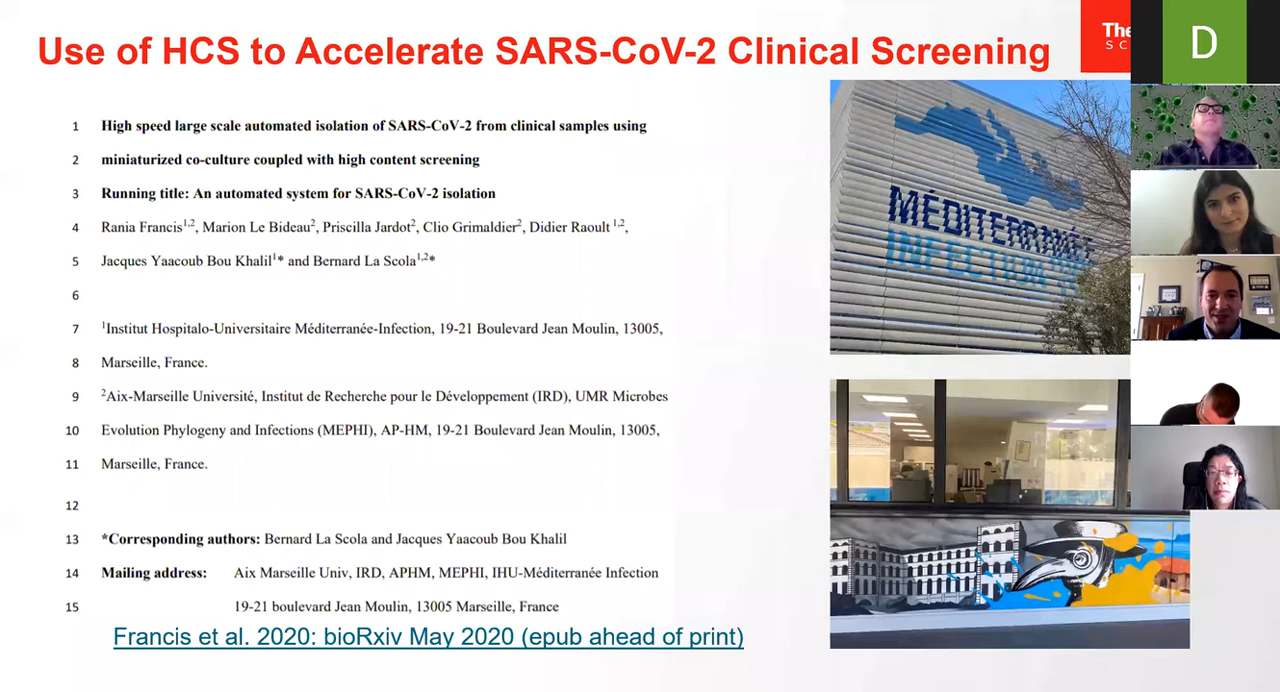 Use of HCS to Accelerate SARS-CoV-2 Clinical Screening
The
SC
D
1 High speed large scale automated isolation of SARS-CoV-2 from clinical samples using
2 miniaturized co-culture coupled with high content screening
3 Running title: An automated system for SARS-CoV-2 isolation
4 Rania Francis1,2, Marion Le Bideau2, Priscilla Jardot2, Clio Grimaldier2, Didier Raoult 1,2,
5 Jacques Yaacoub Bou Khalil1* and Bernard La Scola1,2*
6
7 1Institut Hospitalo-Universitaire Méditerranée-Infection, 19-21 Boulevard Jean Moulin, 13005,
8 Marseille, France.
9 2Aix-Marseille Université, Institut de Recherche pour le Développement (IRD), UMR Microbes
10 Evolution Phylogeny and Infections (MEPHI), AP-HM, 19-21 Boulevard Jean Moulin, 13005,
11 Marseille, France.
12
13 *Corresponding authors: Bernard La Scola and Jacques Yaacoub Bou Khalil
14 Mailing address: Aix Marseille Univ, IRD, APHM, MEPHI, IHU-Méditerranée Infection
15 19-21 boulevard Jean Moulin, 13005 Marseille, France
Francis et al. 2020: bioRxiv May 2020 (epub ahead of print)
MÉDITERRANÉE
INFECTION